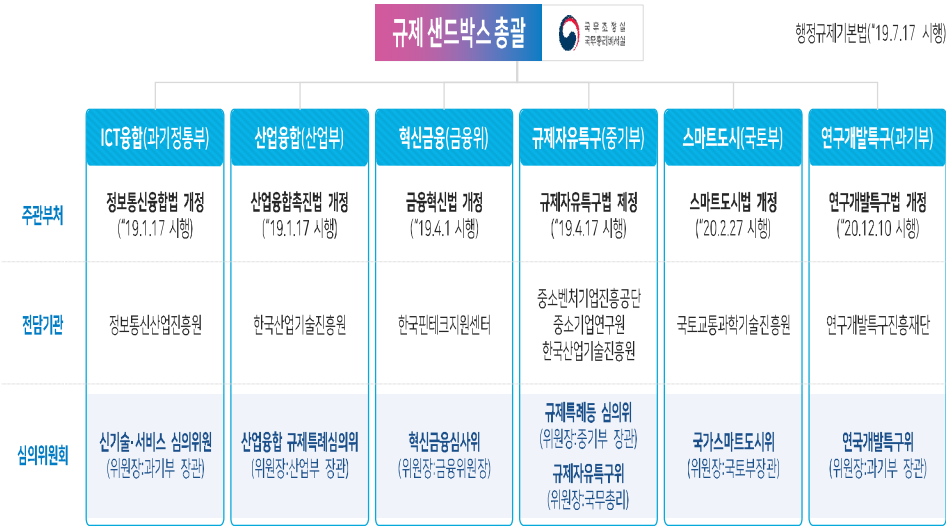 규제 샌드박스 총괄
국무조정실
국무총리비서실
행정규제기본법(“19.7.17 시행)
ICT융합(과기정통부)
산업융합(산업부)
혁신금융(금융위)
규제자유특구(중기부)
스마트도시(국토부)
연구개발특구(과기부)
주관부처
정보통신융합법 개정
(“19.1.17 시행)
산업융합촉진법 개정
(“19.1.17 시행)
금융혁신법 개정
(“19.4.1 시행)
규제자유특구법 제정
(“19.4.17 시행)
스마트도시법 개정
(“20.2.27 시행)
연구개발특구법 개정
(“20.12.10 시행)
전담기관
정보통신산업진흥원
한국산업기술진흥원
한국핀테크지원센터
중소벤처기업진흥공단
중소기업연구원
한국산업기술진흥원
국토교통과학기술진흥원
연구개발특구진흥재단
심의위원회
신기술·서비스 심의위원
(위원장:과기부 장관)
산업융합 규제특례심의위
(위원장:산업부 장관)
혁신금융심사위
(위원장:금융위원장)
규제특례등 심의위
(위원장:중기부 장관)
규제자유특구위
(위원장:국무총리)
국가스마트도시위
(위원장:국토부장관)
연국개발특구위
(위원장:과기부 장관)